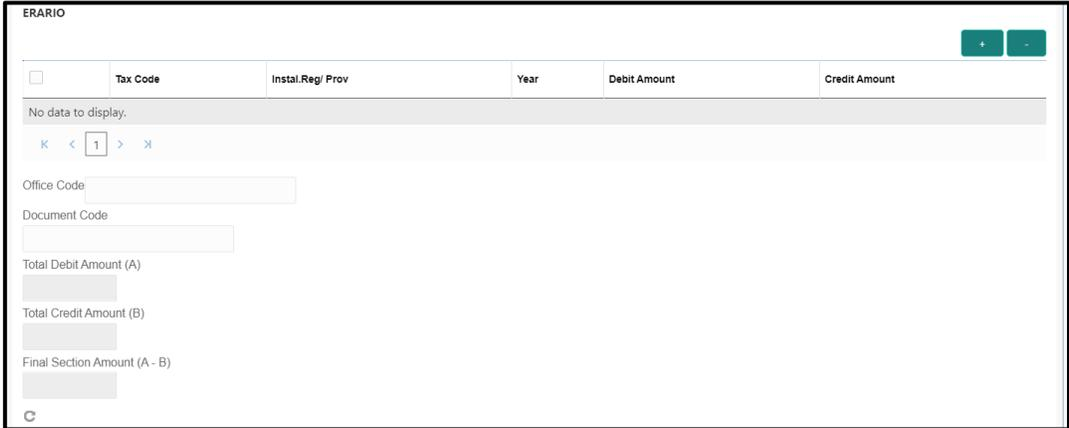 ERARIO
+ -
Tax Code Instal.Reg/ Prov Year Debit Amount Credit Amount
No data to display.
1
Office Code
Document Code
Total Debit Amount (A)
Total Credit Amount (B)
Final Section Amount (A - B)